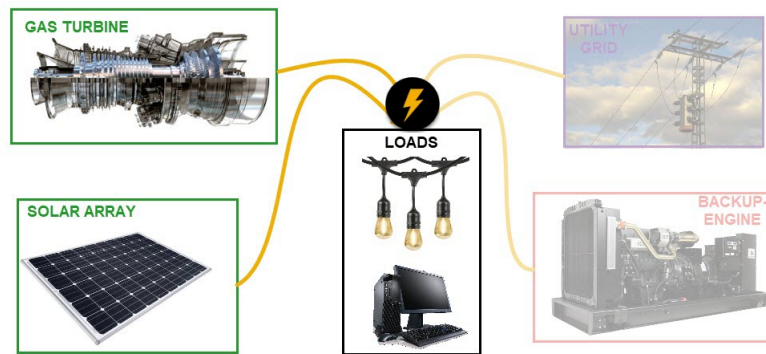 GAS TURBINE
UTILITY
GRID
LOADS
SOLAR ARRAY
BACKUP-
ENGINE